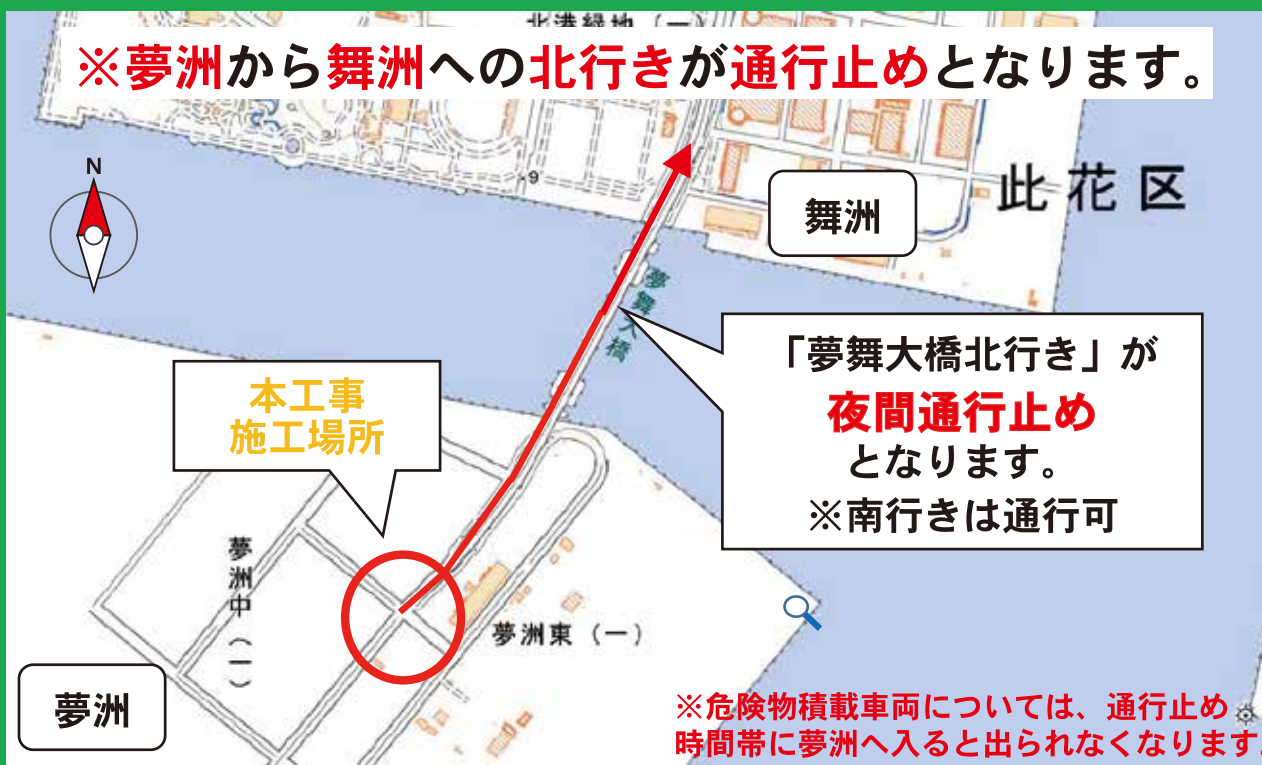 北港緑地（一）
※夢洲から舞洲への北行きが通行止めとなります。
N
9
舞洲
此花区
夢舞大橋
「夢舞大橋北行き」が
夜間通行止め
となります。
※南行きは通行可
本工事
施工場所
夢洲中（一）
夢洲東（一）
夢洲
※危険物積載車両については、通行止め
時間帯に夢洲へ入ると出られなくなります。